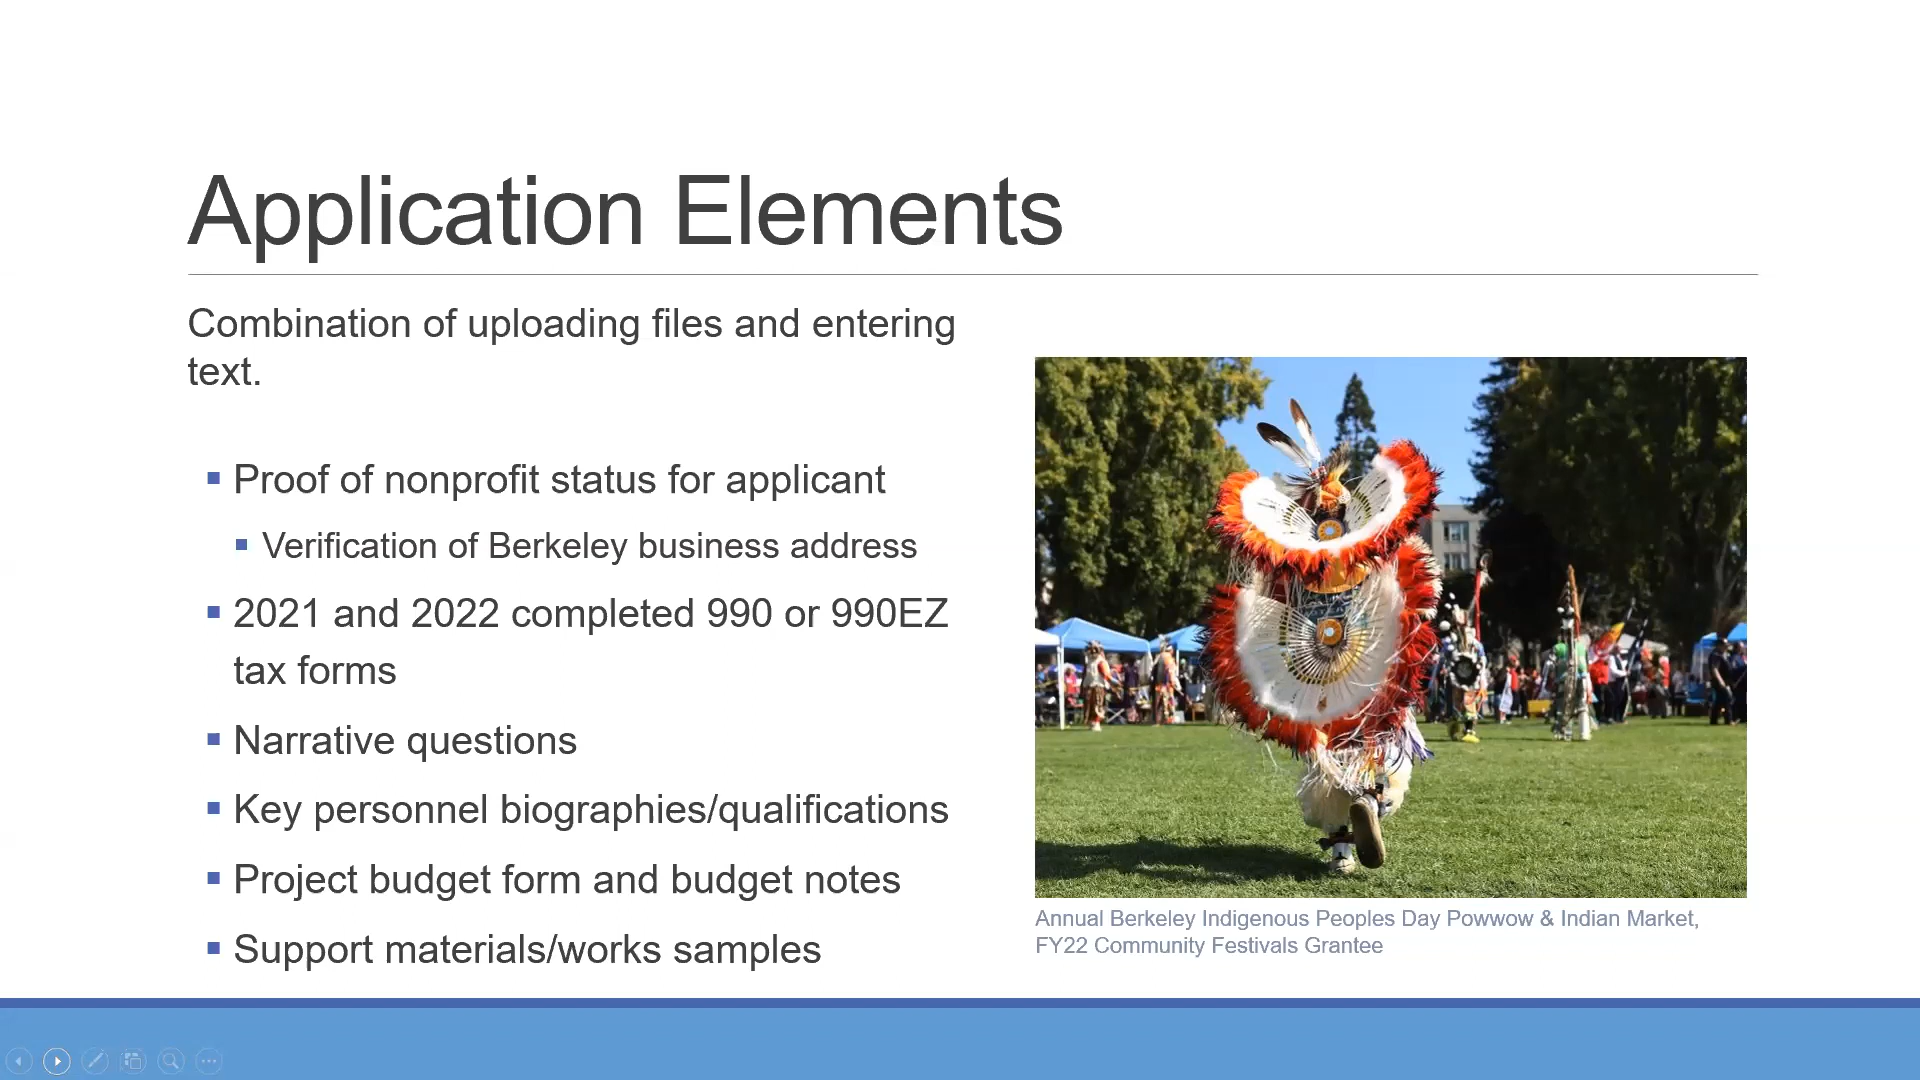 Application Elements
Combination of uploading files and entering
text.
Proof of nonprofit status for applicant
Verification of Berkeley business address
2021 and 2022 completed 990 or 990EZ
tax forms
Narrative questions
Key personnel biographies/qualifications
Project budget form and budget notes
Support materials/works samples
Annual Berkeley Indigenous Peoples Day Powwow & Indian Market,
FY22 Community Festivals Grantee